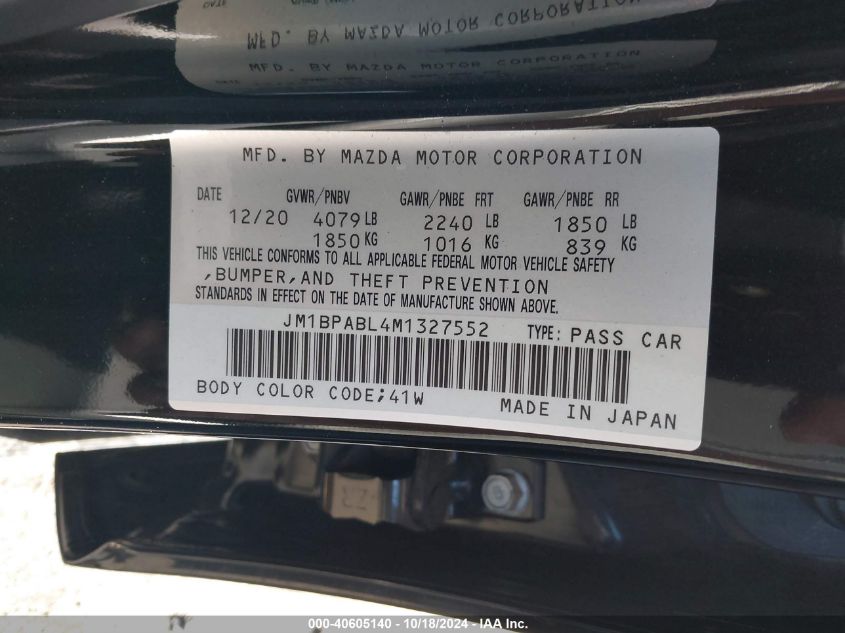 MFD. BY MAZDA MOTOR CORPORATION
MFD. BY MAZDA MOTOR CORPORATION
MFD. BY MAZDA MOTOR CORPORATION
DATE GVWR/PNBV GAWR/PNBE FRT GAWR/PNBE RR
12/20 4079 LB 2240 LB 1850 LB
1850 KG 1016 KG 839 KG
THIS VEHICLE CONFORMS TO ALL APPLICABLE FEDERAL MOTOR VEHICLE SAFETY
,BUMPER,AND THEFT PREVENTION
STANDARDS IN EFFECT ON THE DATE OF MANUFACTURE SHOWN ABOVE.
JM1BPABL4M1327552 TYPE: PASS CAR
BODY COLOR CODE;41W MADE IN JAPAN
000-40605140 - 10/18/2024 - IAA Inc.